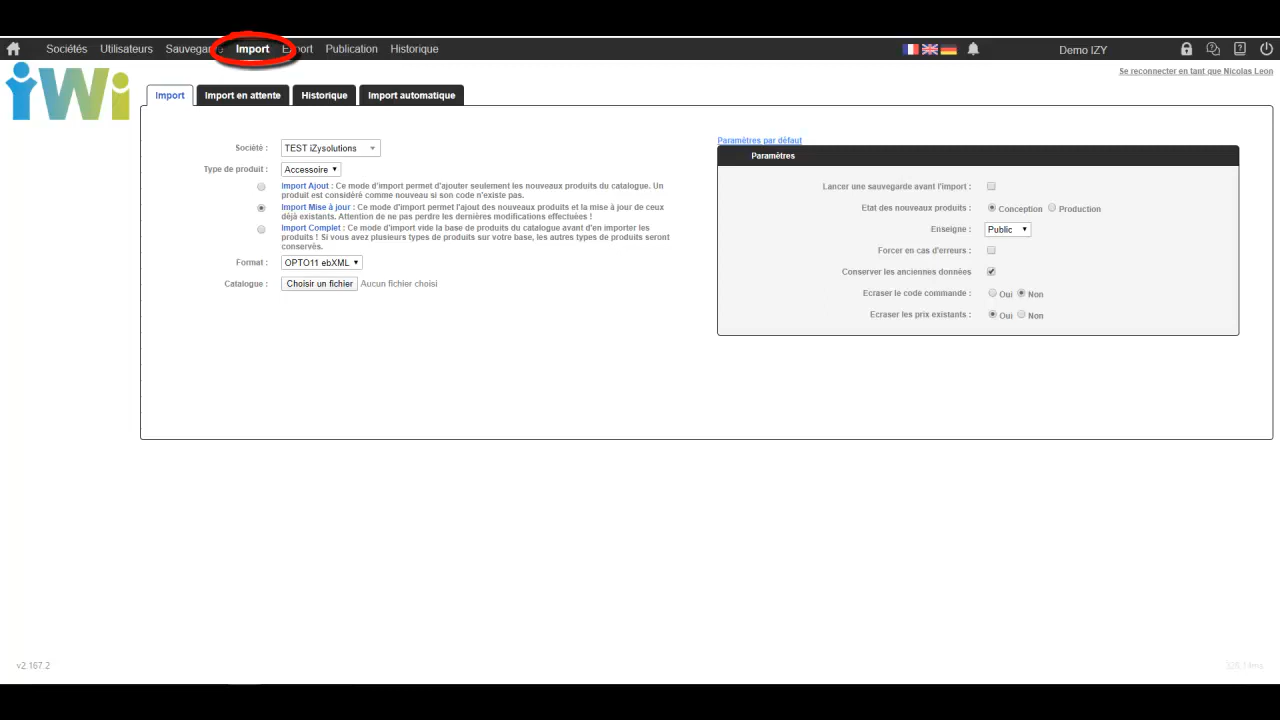 Sociétés Utilisateurs Sauvegarde Import Export Publication Historique Demo IZY
Se reconnecter en tant que Nicolas Leon
iWi
Import Import en attente Historique Import automatique
Société : TEST iZysolutions
Type de produit : Accessoire
Import Ajout : Ce mode d'import permet d'ajouter seulement les nouveaux produits du catalogue. Un
produit est considéré comme nouveau si son code n'existe pas.
Import Mise à jour : Ce mode d'import permet l'ajout des nouveaux produits et la mise à jour de ceux
déjà existants. Attention de ne pas perdre les dernières modifications effectuées !
Import Complet : Ce mode d'import vide la base de produits du catalogue avant d'en importer les
produits ! Si vous avez plusieurs types de produits sur votre base, les autres types de produits seront
conservés.
Format : OPTO11 ebXML
Catalogue : Choisir un fichier Aucun fichier choisi
Paramètres par défaut
Paramètres
Lancer une sauvegarde avant l'import :
Etat des nouveaux produits : Conception Production
Enseigne : Public
Forcer en cas d'erreurs :
Conserver les anciennes données
Ecraser le code commande : Oui Non
Ecraser les prix existants : Oui Non
v2.167.2